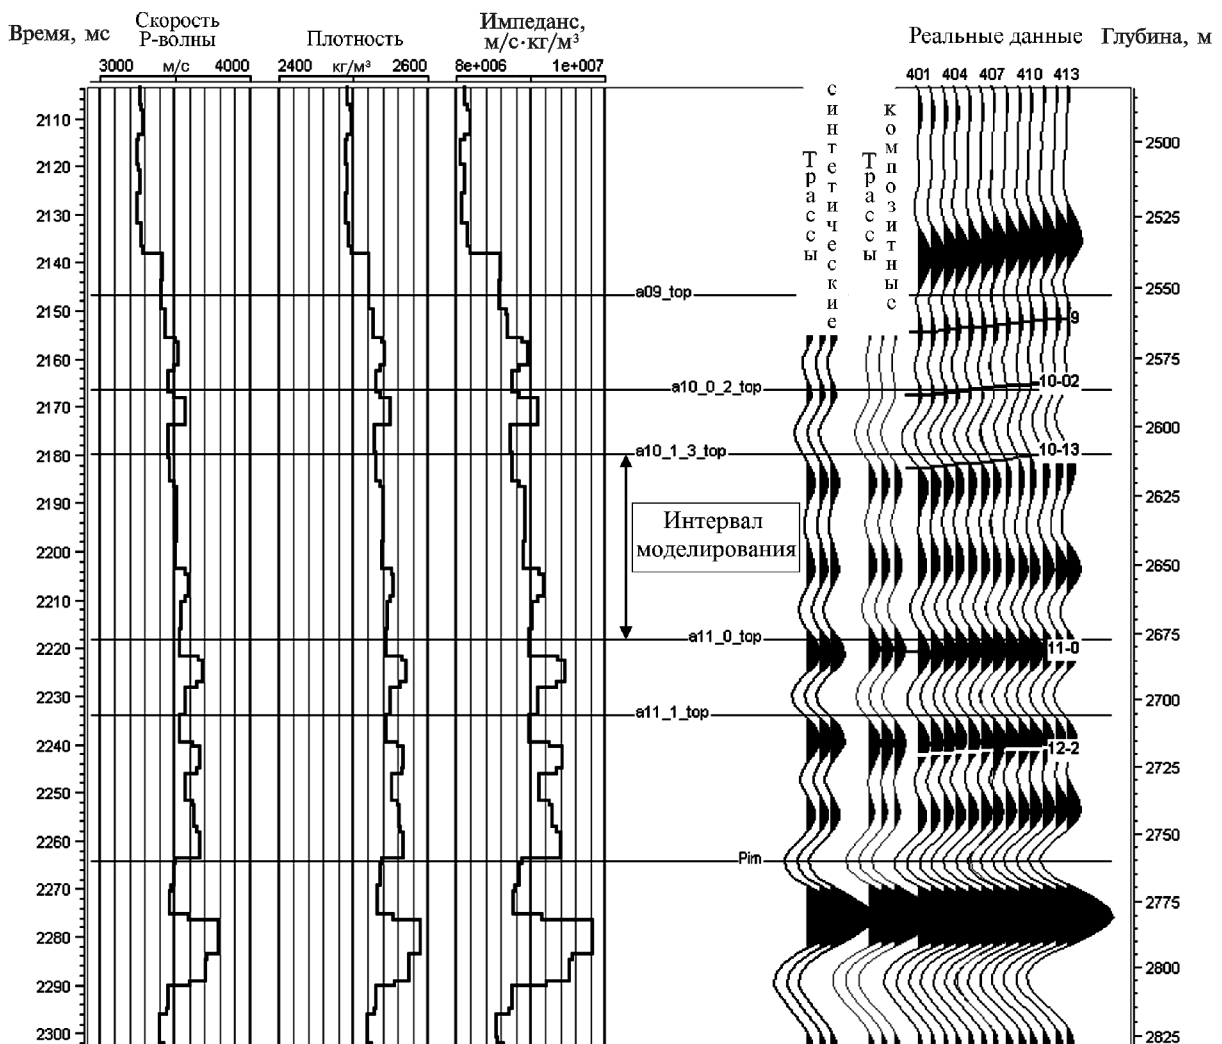 Время, мс
Скорость
P-волны
Плотность
Импеданс,
м/с·кг/м³
Реальные данные
Глубина, м
3000 м/с 4000
2400 кг/м³ 2600
8e+006 1e+007
401 404 407 410 413
Трассы
синтетические
Трассы
композитные
2110
2120
2130
2140
2150
2160
2170
2180
2190
2200
2210
2220
2230
2240
2250
2260
2270
2280
2290
2300
a09_top
a10_0_2_top
a10_1_3_top
Интервал
моделирования
a11_0_top
a11_1_top
Pim
9
10-02
10-13
11-0
12-2
2500
2525
2550
2575
2600
2625
2650
2675
2700
2725
2750
2775
2800
2825